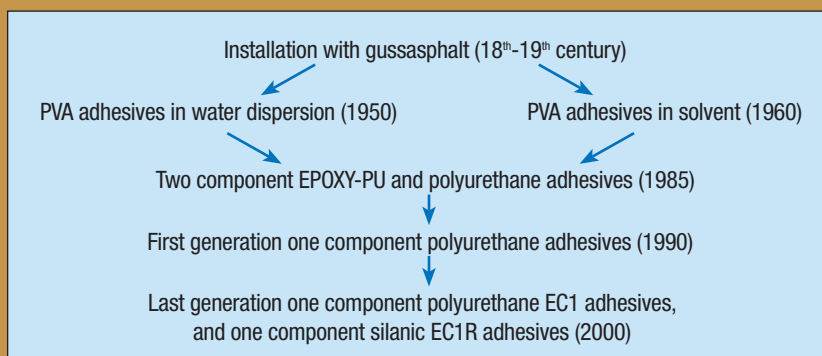 Installation with gussasphalt (18th-19th century)
PVA adhesives in water dispersion (1950)
PVA adhesives in solvent (1960)
Two component EPOXY-PU and polyurethane adhesives (1985)
First generation one component polyurethane adhesives (1990)
Last generation one component polyurethane EC1 adhesives,
and one component silanic EC1R adhesives (2000)